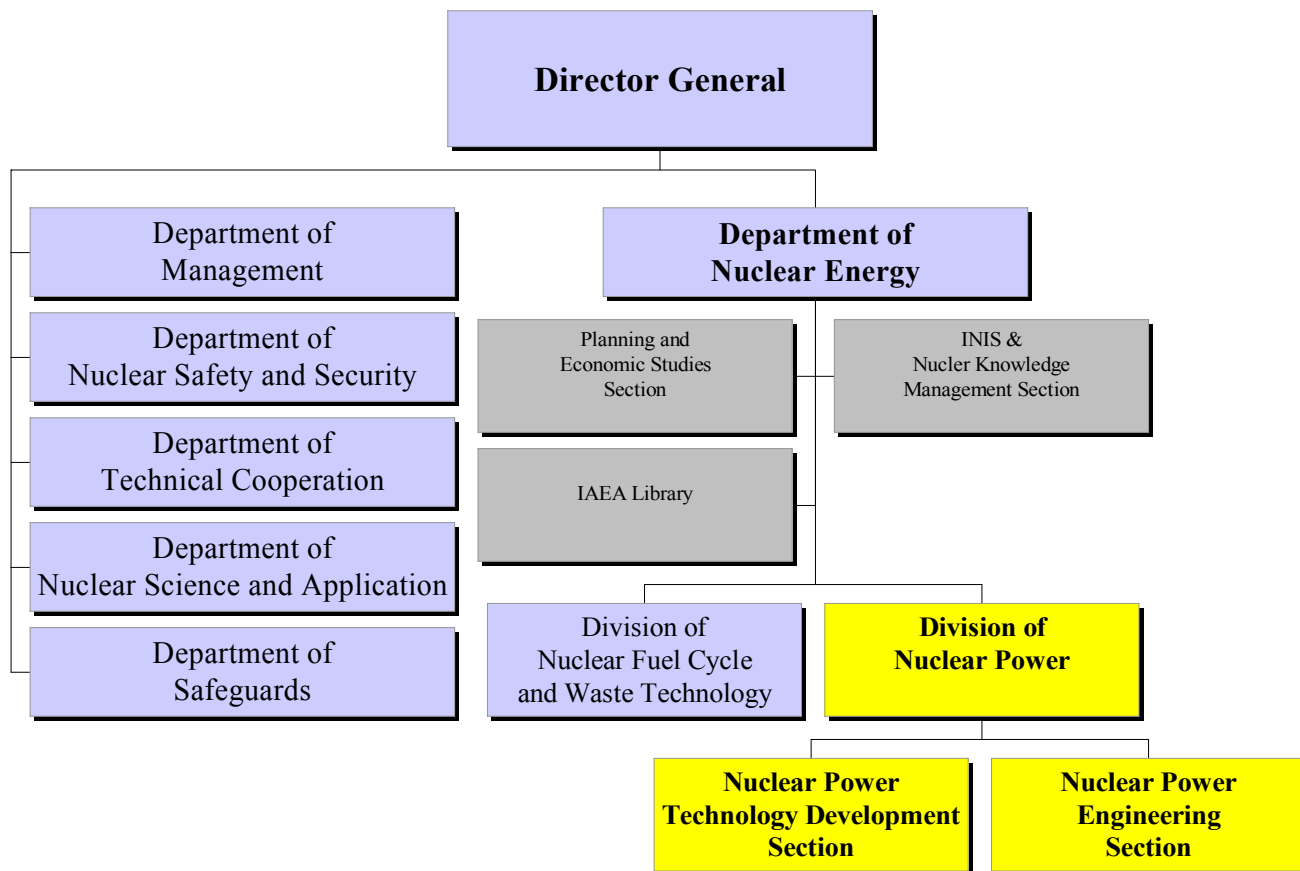 Director General
Department of
Management
Department of
Nuclear Safety and Security
Department of
Technical Cooperation
Department of
Nuclear Science and Application
Department of
Safeguards
Department of
Nuclear Energy
Planning and
Economic Studies
Section
INIS &
Nucler Knowledge
Management Section
IAEA Library
Division of
Nuclear Fuel Cycle
and Waste Technology
Division of
Nuclear Power
Nuclear Power
Technology Development
Section
Nuclear Power
Engineering
Section